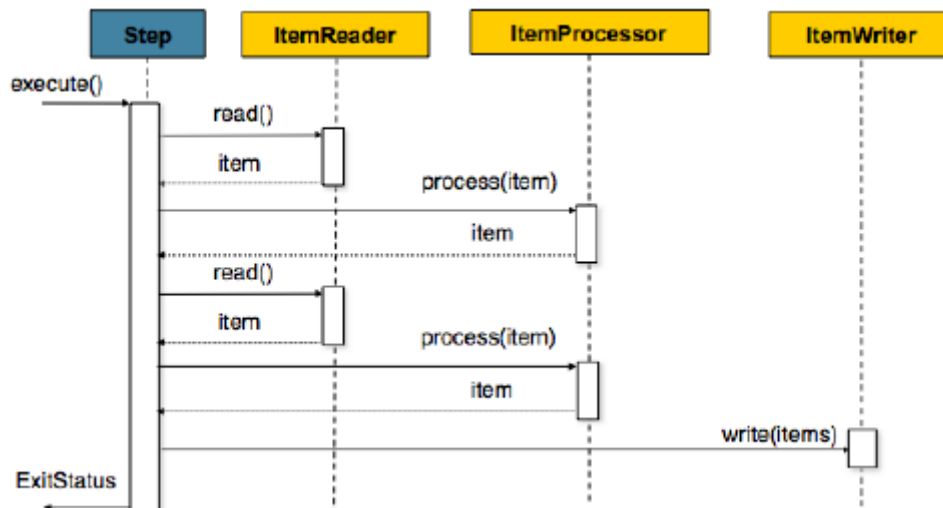 Step
ItemReader
ItemProcessor
ItemWriter
execute()
read()
item
process(item)
item
read()
item
process(item)
item
write(items)
ExitStatus